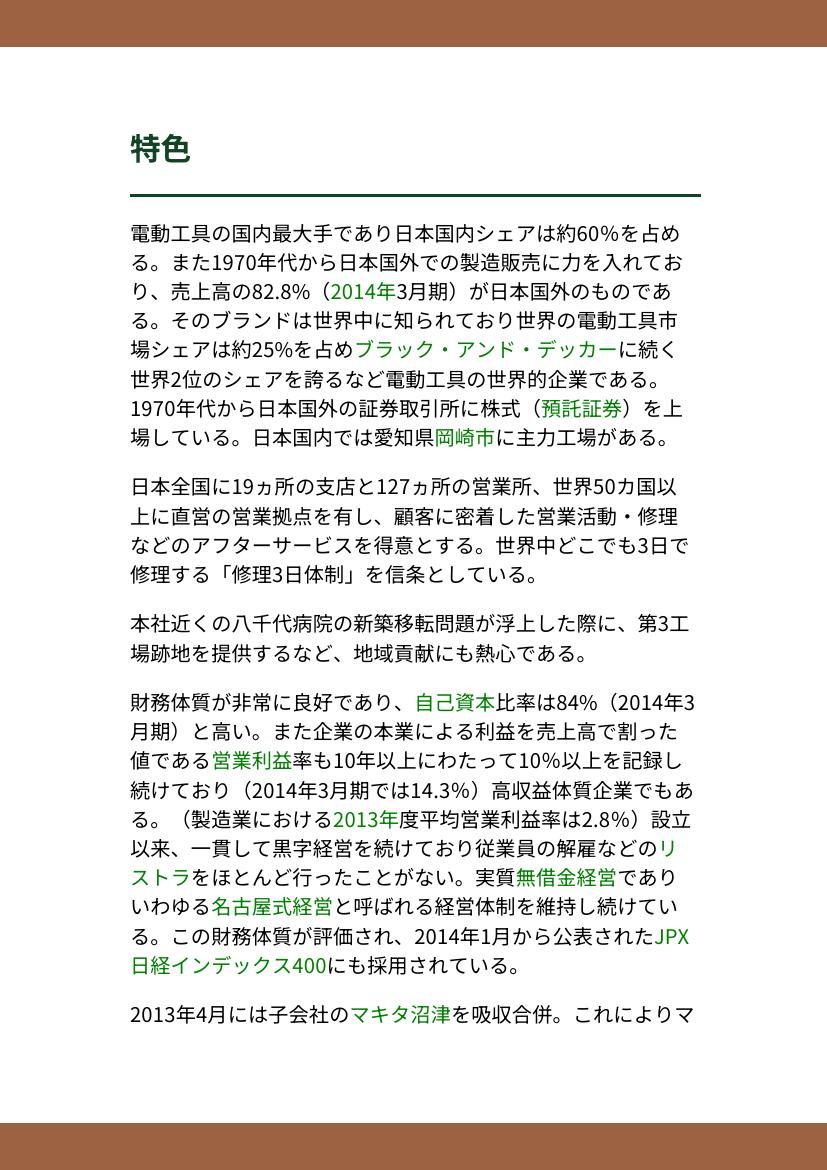 特色
電動工具の国内最大手であり日本国内シェアは約60％を占め
る。また1970年代から日本国外での製造販売に力を入れてお
り、売上高の82.8%（2014年3月期）が日本国外のものであ
る。そのブランドは世界中に知られており世界の電動工具市
場シェアは約25%を占めブラック・アンド・デッカーに続く
世界2位のシェアを誇るなど電動工具の世界的企業である。
1970年代から日本国外の証券取引所に株式（預託証券）を上
場している。日本国内では愛知県岡崎市に主力工場がある。
日本全国に19ヵ所の支店と127ヵ所の営業所、世界50カ国以
上に直営の営業拠点を有し、顧客に密着した営業活動・修理
などのアフターサービスを得意とする。世界中どこでも3日で
修理する「修理3日体制」を信条としている。
本社近くの八千代病院の新築移転問題が浮上した際に、第3工
場跡地を提供するなど、地域貢献にも熱心である。
財務体質が非常に良好であり、自己資本比率は84%（2014年3
月期）と高い。また企業の本業による利益を売上高で割った
値である営業利益率も10年以上にわたって10％以上を記録し
続けており（2014年3月期では14.3％）高収益体質企業でもあ
る。（製造業における2013年度平均営業利益率は2.8％）設立
以来、一貫して黒字経営を続けており従業員の解雇などのリ
ストラをほとんど行ったことがない。実質無借金経営であり
いわゆる名古屋式経営と呼ばれる経営体制を維持し続けてい
る。この財務体質が評価され、2014年1月から公表されたJPX
日経インデックス400にも採用されている。
2013年4月には子会社のマキタ沼津を吸収合併。これによりマ